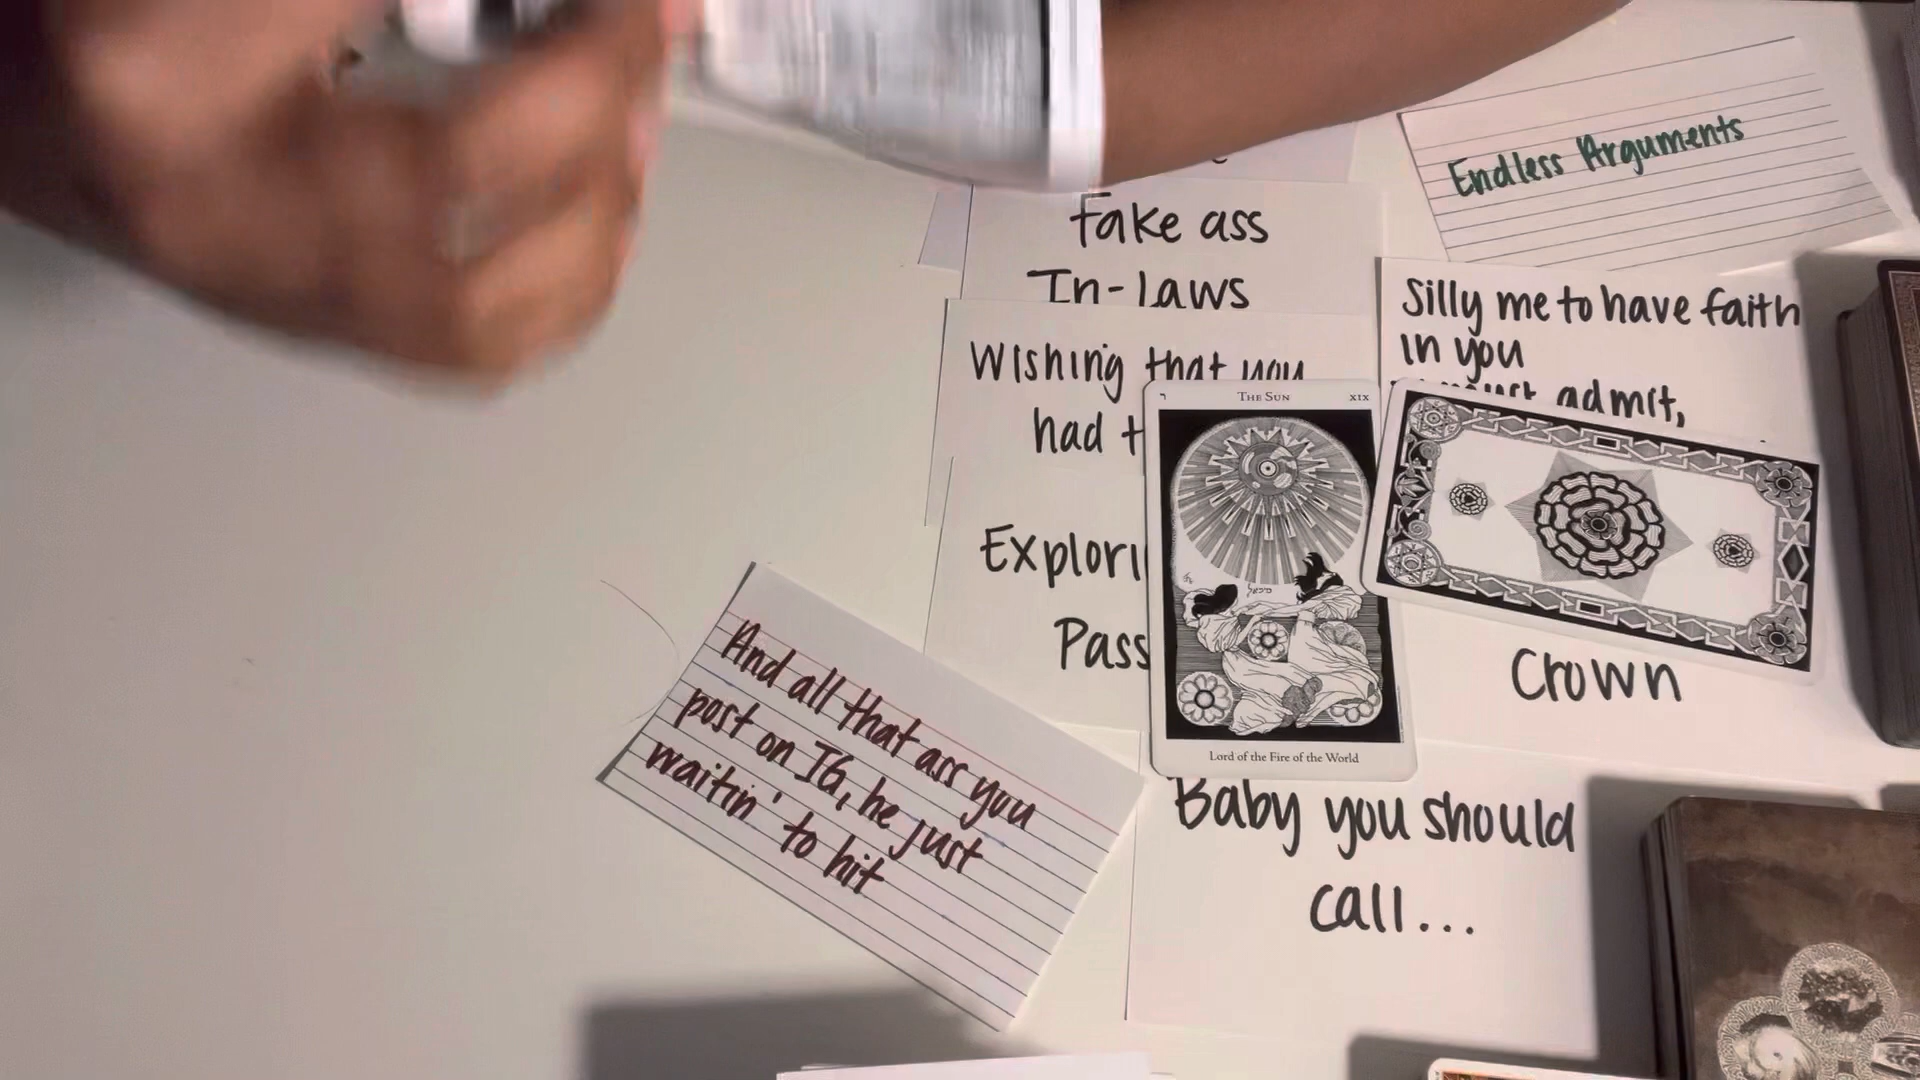 Endless Arguments
Fake ass
In-Laws
Silly me to have faith
in you
admit,
Wishing that you
had
THE SUN XIX
Lord of the Fire of the World
Crown
And all that ass you
post on IG, he just
waitin' to hit
Baby you should
call...